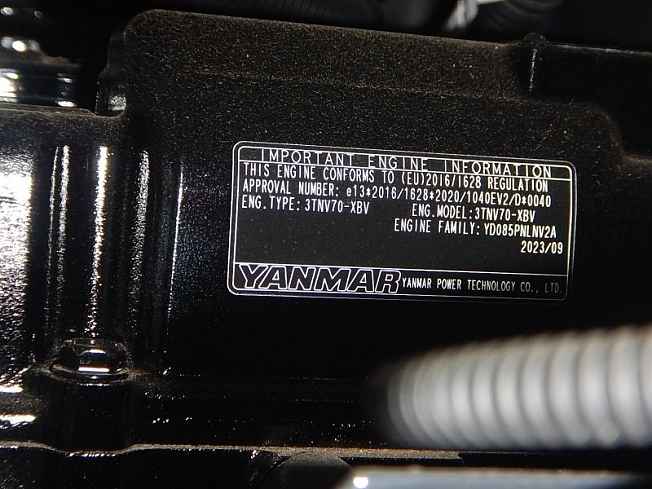 IMPORTANT ENGINE INFORMATION
THIS ENGINE CONFORMS TO (EU)2016/1628 REGULATION
APPROVAL NUMBER: e13*2016/1628*2020/1040EV2/D*0040
ENG.TYPE: 3TNV70-XBV ENG.MODEL: 3TNV70-XBV
ENGINE FAMILY: YD085PNLNV2A
2023/09
YANMAR YANMAR POWER TECHNOLOGY CO., LTD.